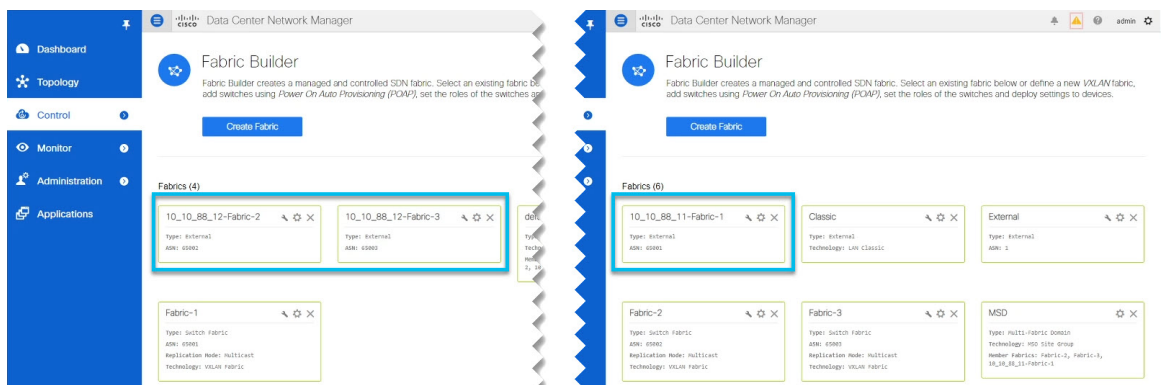 CISCO
Data Center Network Manager
Dashboard
Topology
Control
Monitor
Administration
Applications
Fabric Builder
Fabric Builder creates a managed and controlled SDN fabric. Select an existing fabric be
add switches using Power On Auto Provisioning (POAP), set the roles of the switches an
Create Fabric
Fabrics (4)
10_10_88_12-Fabric-2
Type: External
ASN: 65002
10_10_88_12-Fabric-3
Type: External
ASN: 65003
Fabric-1
Type: Switch Fabric
ASN: 65001
Replication Mode: Multicast
Technology: VXLAN Fabric
CISCO
Data Center Network Manager
admin
Fabric Builder
Fabric Builder creates a managed and controlled SDN fabric. Select an existing fabric below or define a new VXLAN fabric,
add switches using Power On Auto Provisioning (POAP), set the roles of the switches and deploy settings to devices.
Create Fabric
Fabrics (6)
10_10_88_11-Fabric-1
Type: External
ASN: 65001
Classic
Type: External
Technology: LAN Classic
External
Type: External
ASN: 1
Fabric-2
Type: Switch Fabric
ASN: 65002
Replication Mode: Multicast
Technology: VXLAN Fabric
Fabric-3
Type: Switch Fabric
ASN: 65003
Replication Mode: Multicast
Technology: VXLAN Fabric
MSD
Type: Multi-Fabric Domain
Technology: MSD Site Group
Member Fabrics: Fabric-2, Fabric-3,
10_10_88_11-Fabric-1